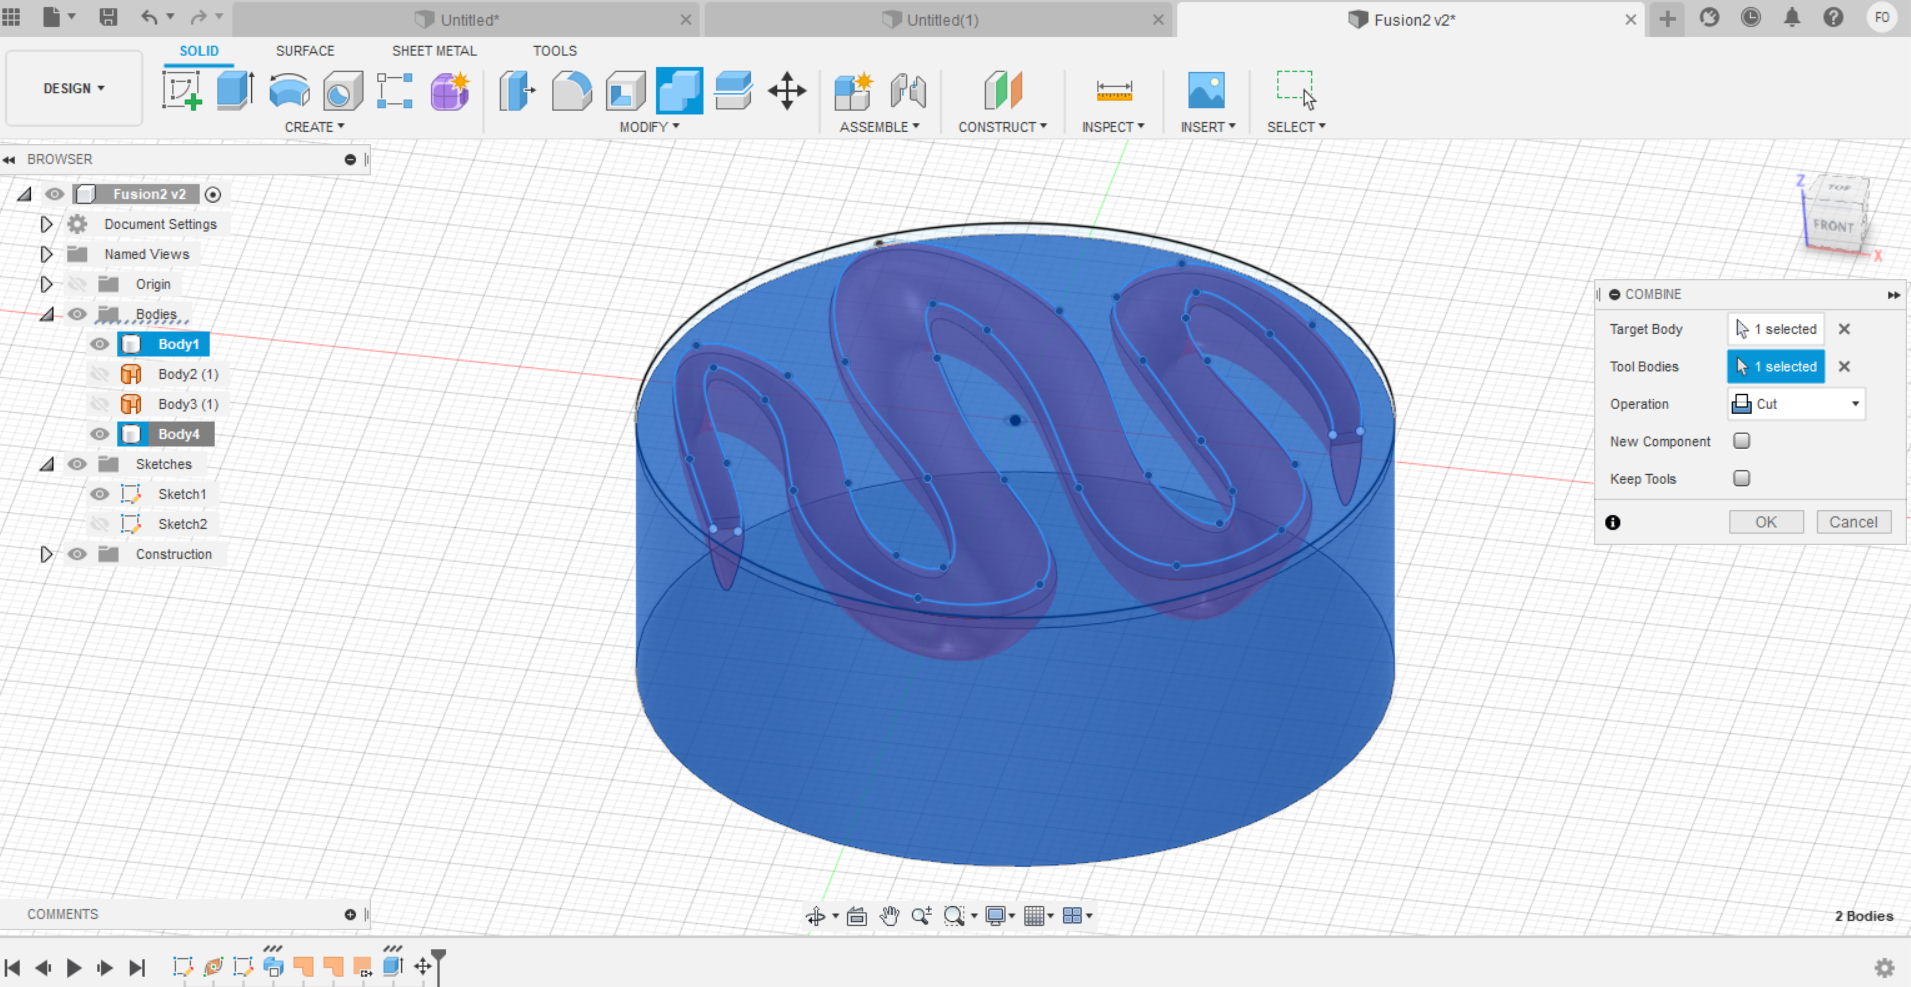 Untitled*
Untitled(1)
Fusion2 v2*
FO
SOLID
SURFACE
SHEET METAL
TOOLS
DESIGN
CREATE
MODIFY
ASSEMBLE
CONSTRUCT
INSPECT
INSERT
SELECT
BROWSER
Fusion2 v2
Document Settings
Named Views
Origin
Bodies
Body1
Body2 (1)
Body3 (1)
Body4
Sketches
Sketch1
Sketch2
Construction
Z
TOP
FRONT
X
COMBINE
Target Body
1 selected
Tool Bodies
1 selected
Operation
Cut
New Component
Keep Tools
OK
Cancel
COMMENTS
2 Bodies